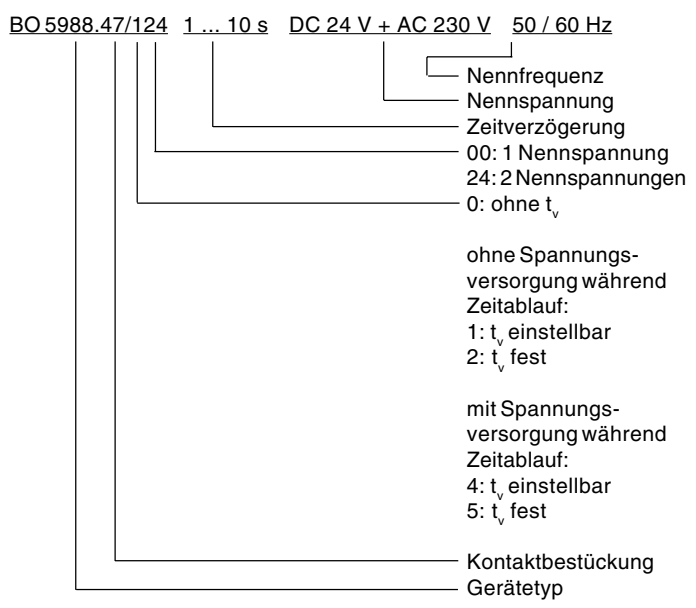 BO 5988.47/124 1 ... 10 s DC 24 V + AC 230 V 50 / 60 Hz
Nennfrequenz
Nennspannung
Zeitverzögerung
00: 1 Nennspannung
24: 2 Nennspannungen
0: ohne tv
ohne Spannungs-
versorgung während
Zeitablauf:
1: tv einstellbar
2: tv fest
mit Spannungs-
versorgung während
Zeitablauf:
4: tv einstellbar
5: tv fest
Kontaktbestückung
Gerätetyp